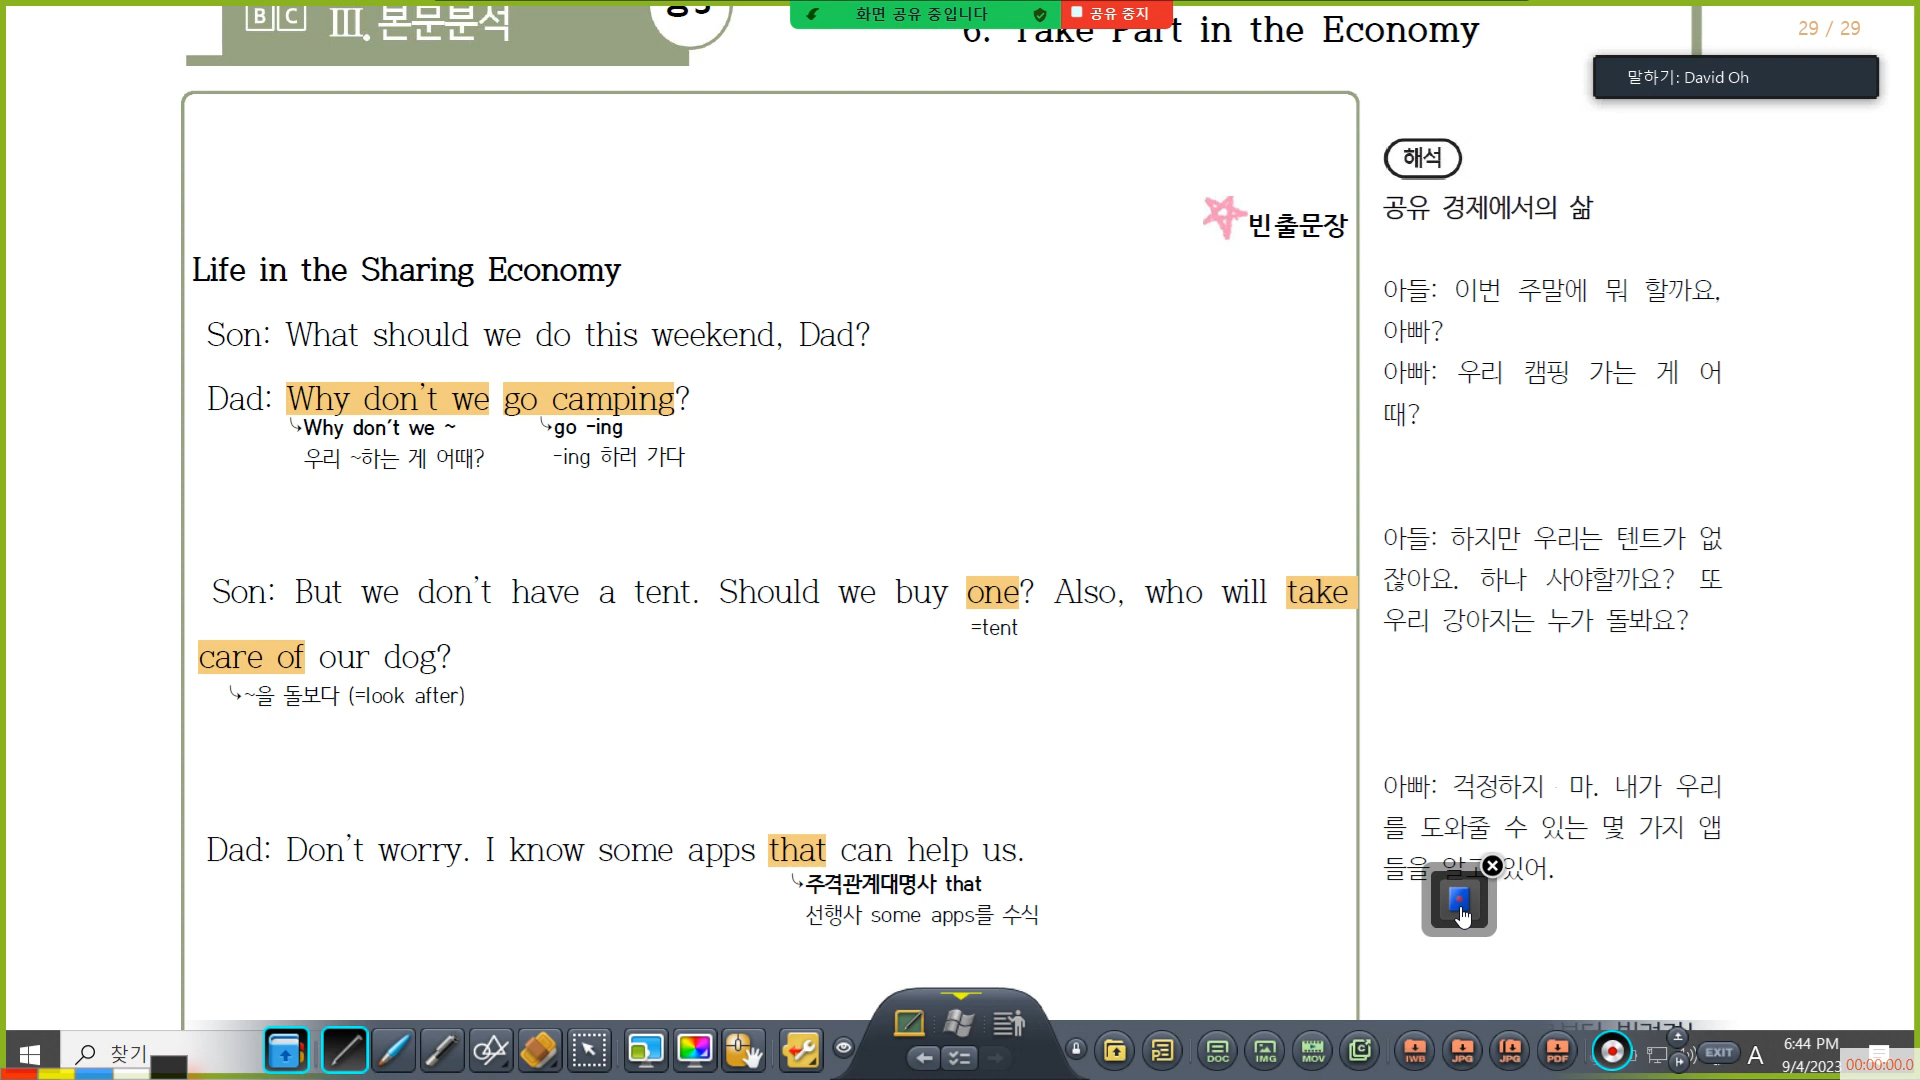 B C Ⅲ. 본문분석
화면 공유 중입니다
공유 중지
6. Take Part in the Economy
29 / 29
말하기: David Oh
해석
공유 경제에서의 삶
빈출문장
Life in the Sharing Economy
Son: What should we do this weekend, Dad?
아들: 이번 주말에 뭐 할까요,
아빠?
Dad: Why don't we go camping?
Why don't we ~
우리 ~하는 게 어때?
go -ing
-ing 하러 가다
아빠: 우리 캠핑 가는 게 어
때?
Son: But we don't have a tent. Should we buy one? Also, who will take
=tent
care of our dog?
~을 돌보다 (=look after)
아들: 하지만 우리는 텐트가 없
잖아요. 하나 사야할까요? 또
우리 강아지는 누가 돌봐요?
Dad: Don't worry. I know some apps that can help us.
주격관계대명사 that
선행사 some apps를 수식
아빠: 걱정하지 마. 내가 우리
를 도와줄 수 있는 몇 가지 앱
들을 알고 있어.
찾기
DOC
IMG
MOV
IWB
JPG
JPG
PDF
EXIT
A
6:44 PM
9/4/2023
00:00:00.0